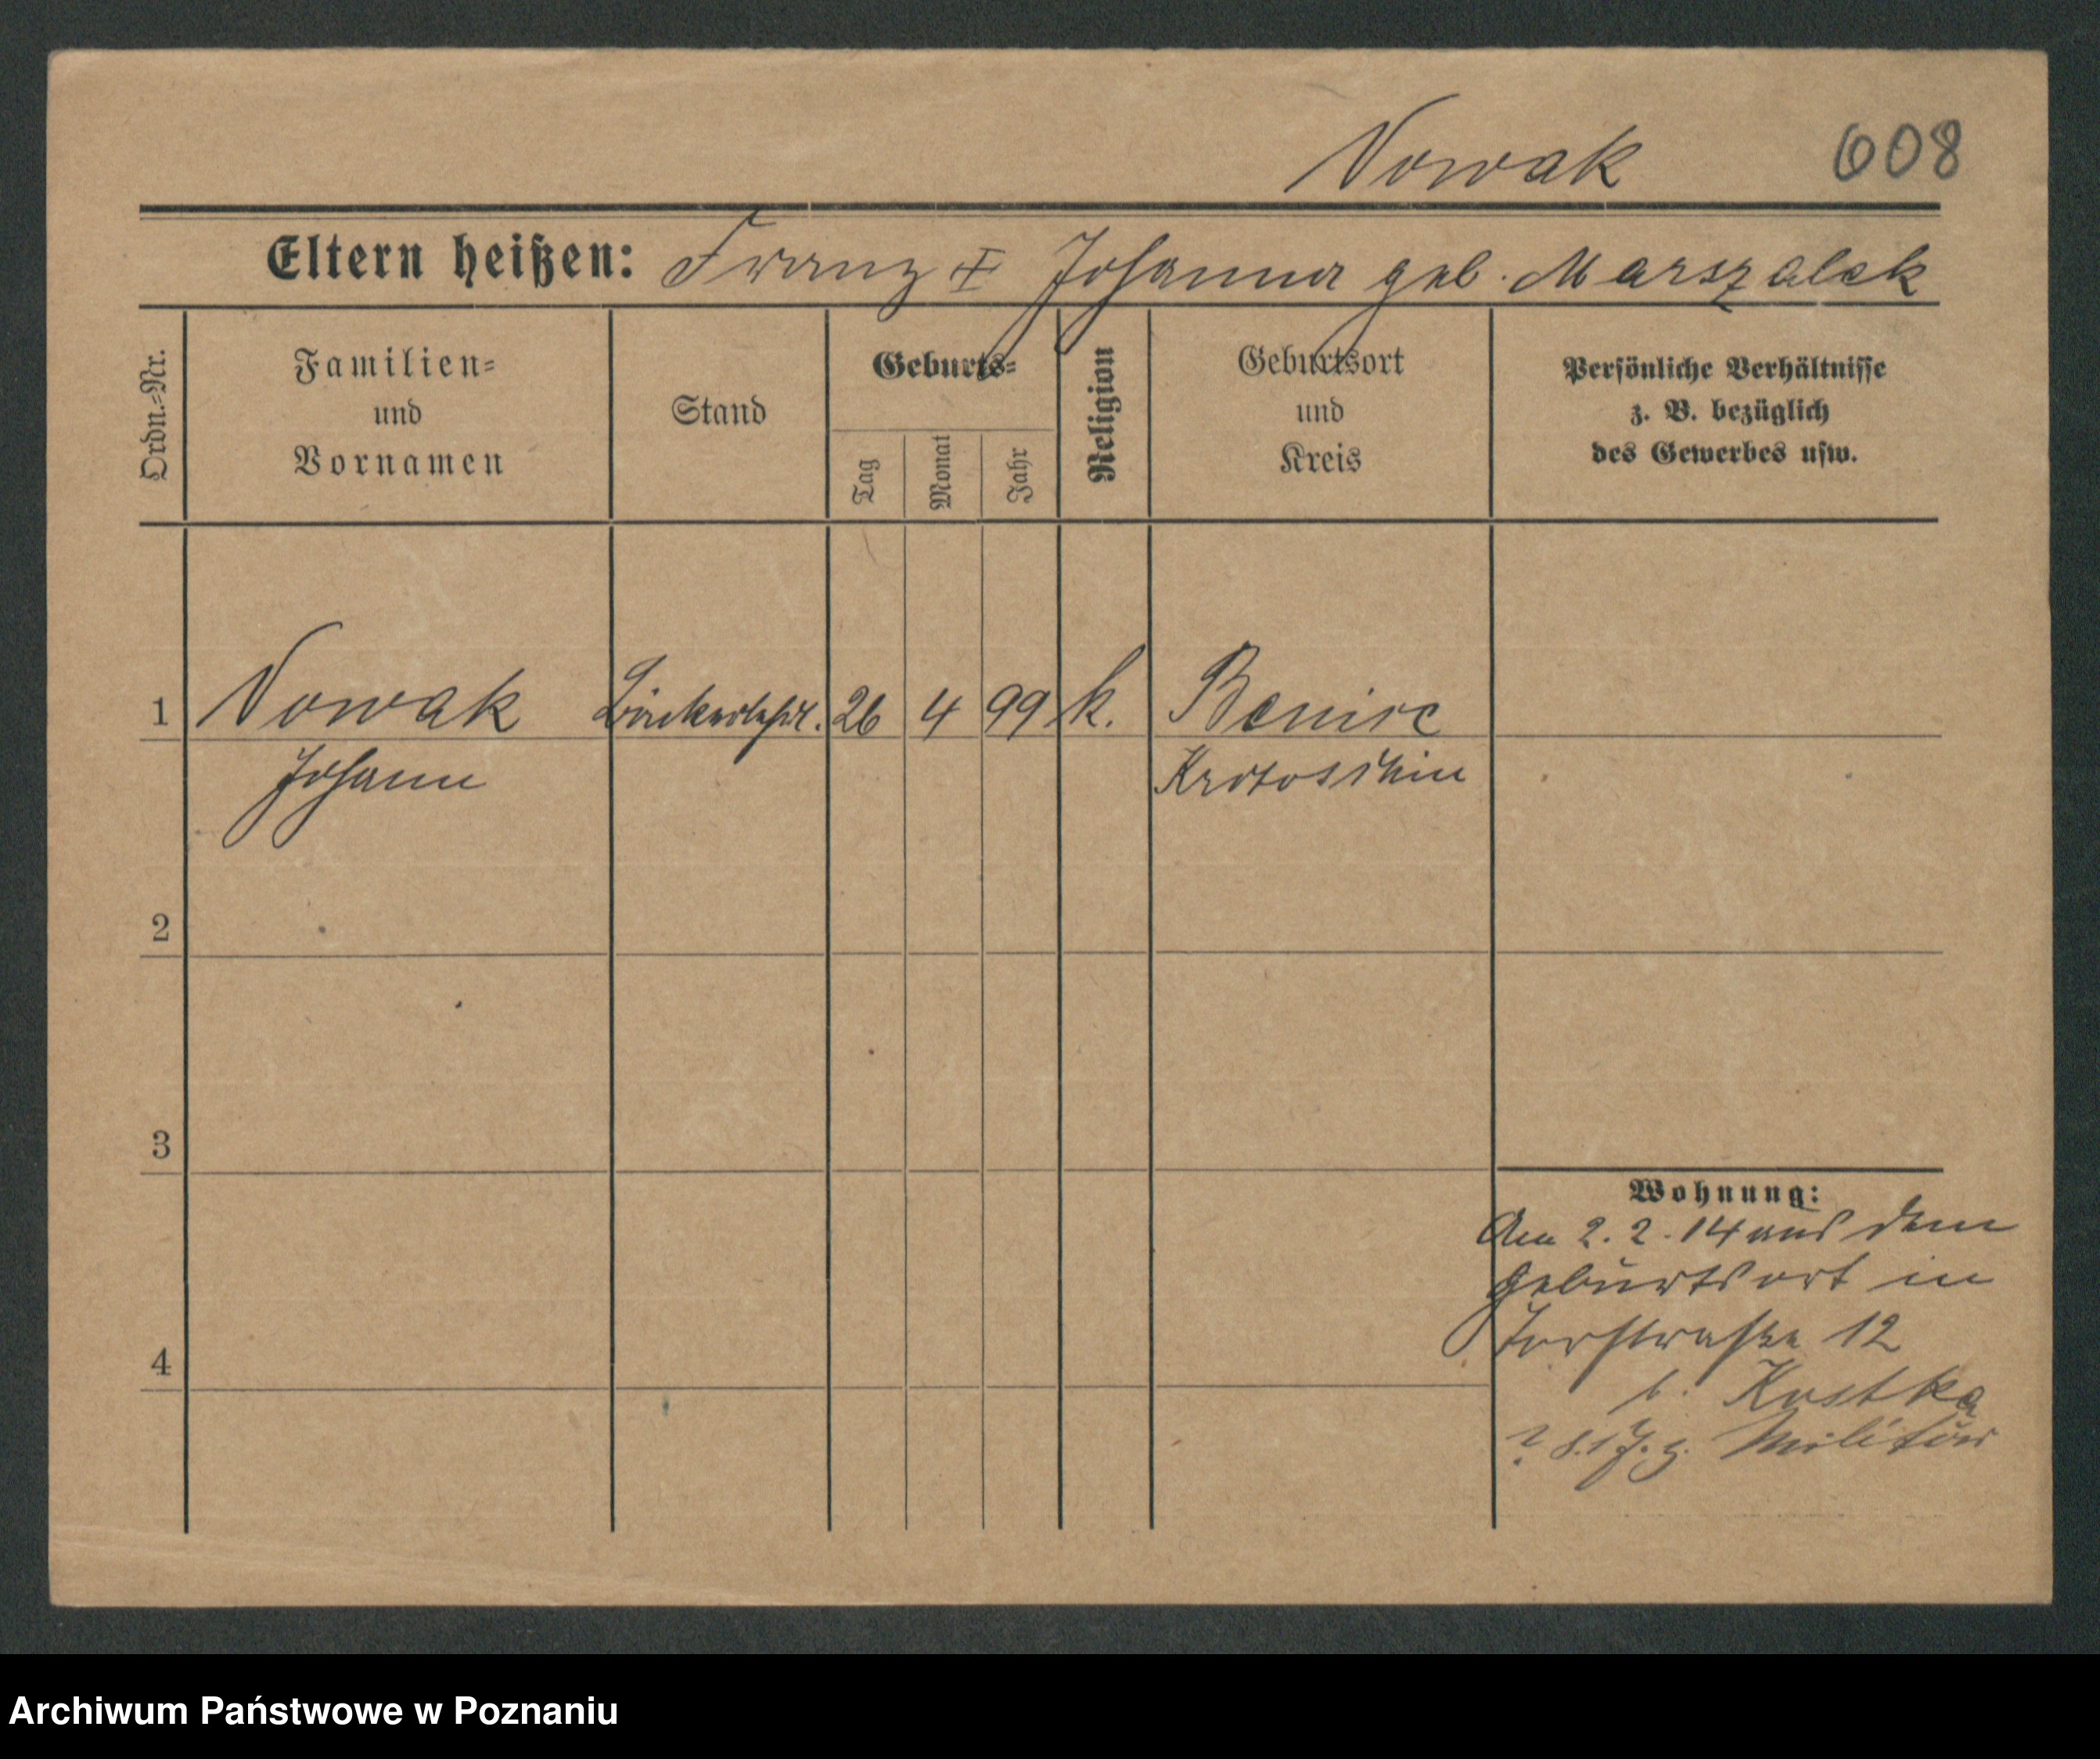 Nowak 608
Eltern heißen: Franz + Johanna geb. Marszalek
Ordn.-Nr.
Familien-
und
Vornamen
Stand
Geburts-
Tag
Monat
Jahr
Religion
Geburtsort
und
Kreis
Persönliche Verhältnisse
z. B. bezüglich
des Gewerbes usw.
1 Nowak Bäckerlehrl. 26 4 99 k. Benice
Johann Krotoschin
2
3
4
Wohnung:
Am 2.2.14 aus dem
Geburtsort in
Torstraße 12
b. Kostka
z. Militär
Archiwum Państwowe w Poznaniu